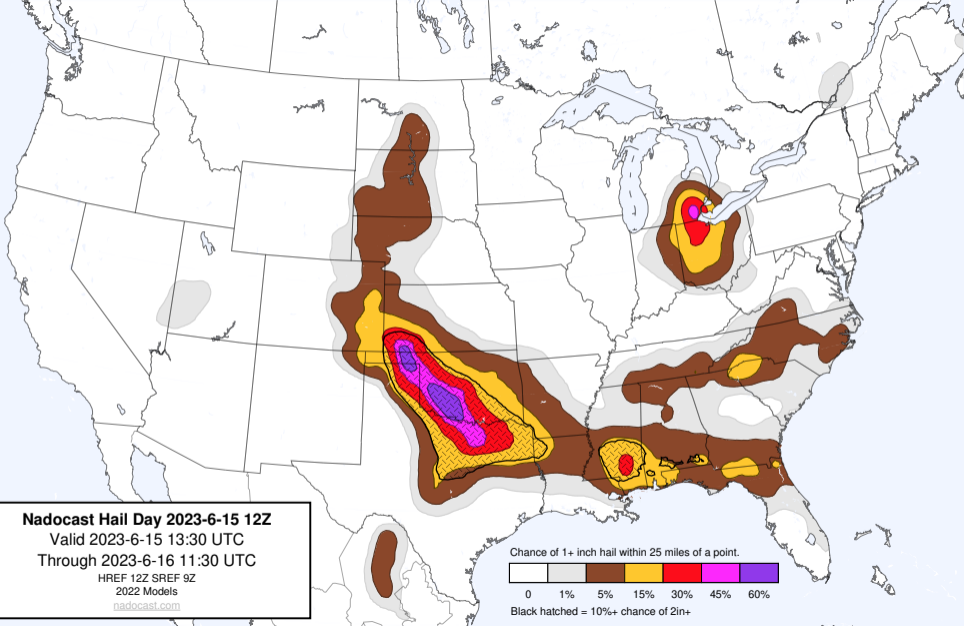 Nadocast Hail Day 2023-6-15 12Z
Valid 2023-6-15 13:30 UTC
Through 2023-6-16 11:30 UTC
HREF 12Z SREF 9Z
2022 Models
nadocast.com
Chance of 1+ inch hail within 25 miles of a point.
0 1% 5% 15% 30% 45% 60%
Black hatched = 10%+ chance of 2in+